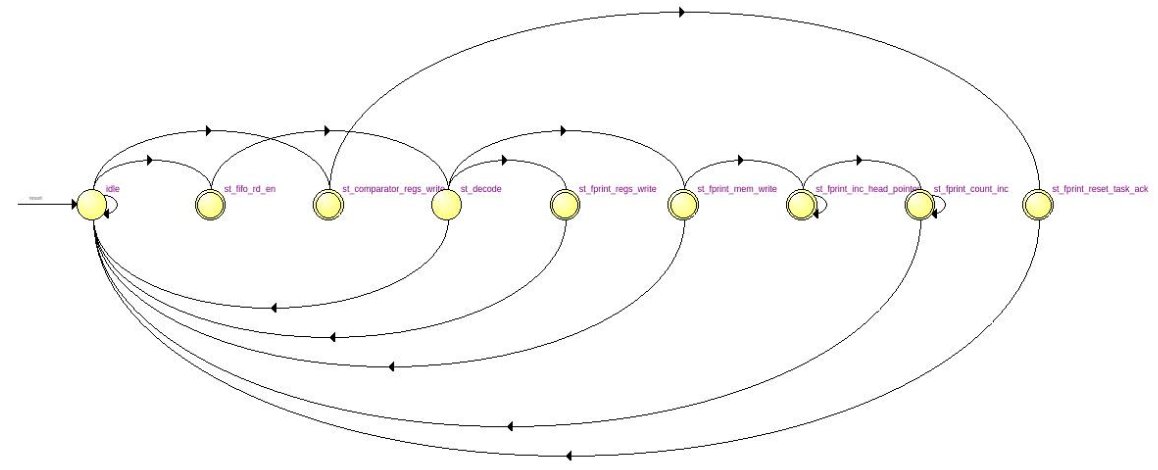 reset
idle
st_fifo_rd_en
st_comparator_regs_write
st_decode
st_fprint_regs_write
st_fprint_mem_write
st_fprint_inc_head_pointer
st_fprint_count_inc
st_fprint_reset_task_ack